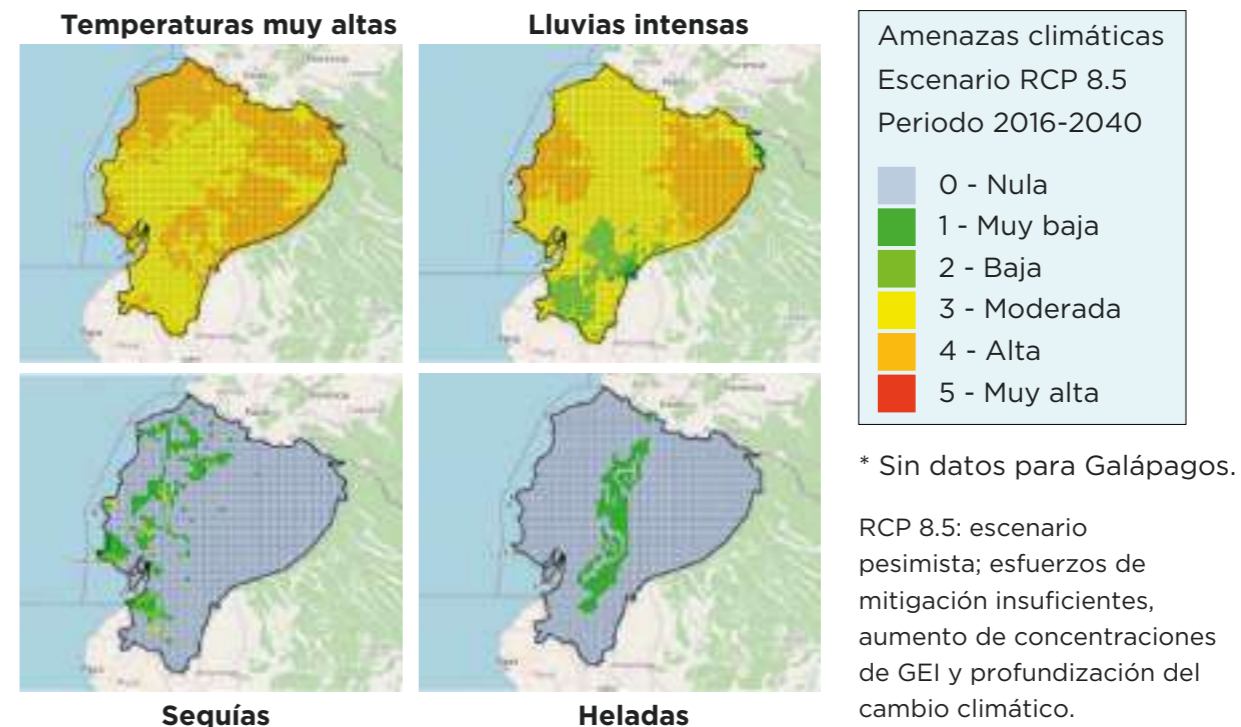 Temperaturas muy altas
Lluvias intensas
Amenazas climáticas
Escenario RCP 8.5
Periodo 2016-2040
0 - Nula
1 - Muy baja
2 - Baja
3 - Moderada
4 - Alta
5 - Muy alta
* Sin datos para Galápagos.
RCP 8.5: escenario
pesimista; esfuerzos de
mitigación insuficientes,
aumento de concentraciones
de GEI y profundización del
cambio climático.
Sequías
Heladas